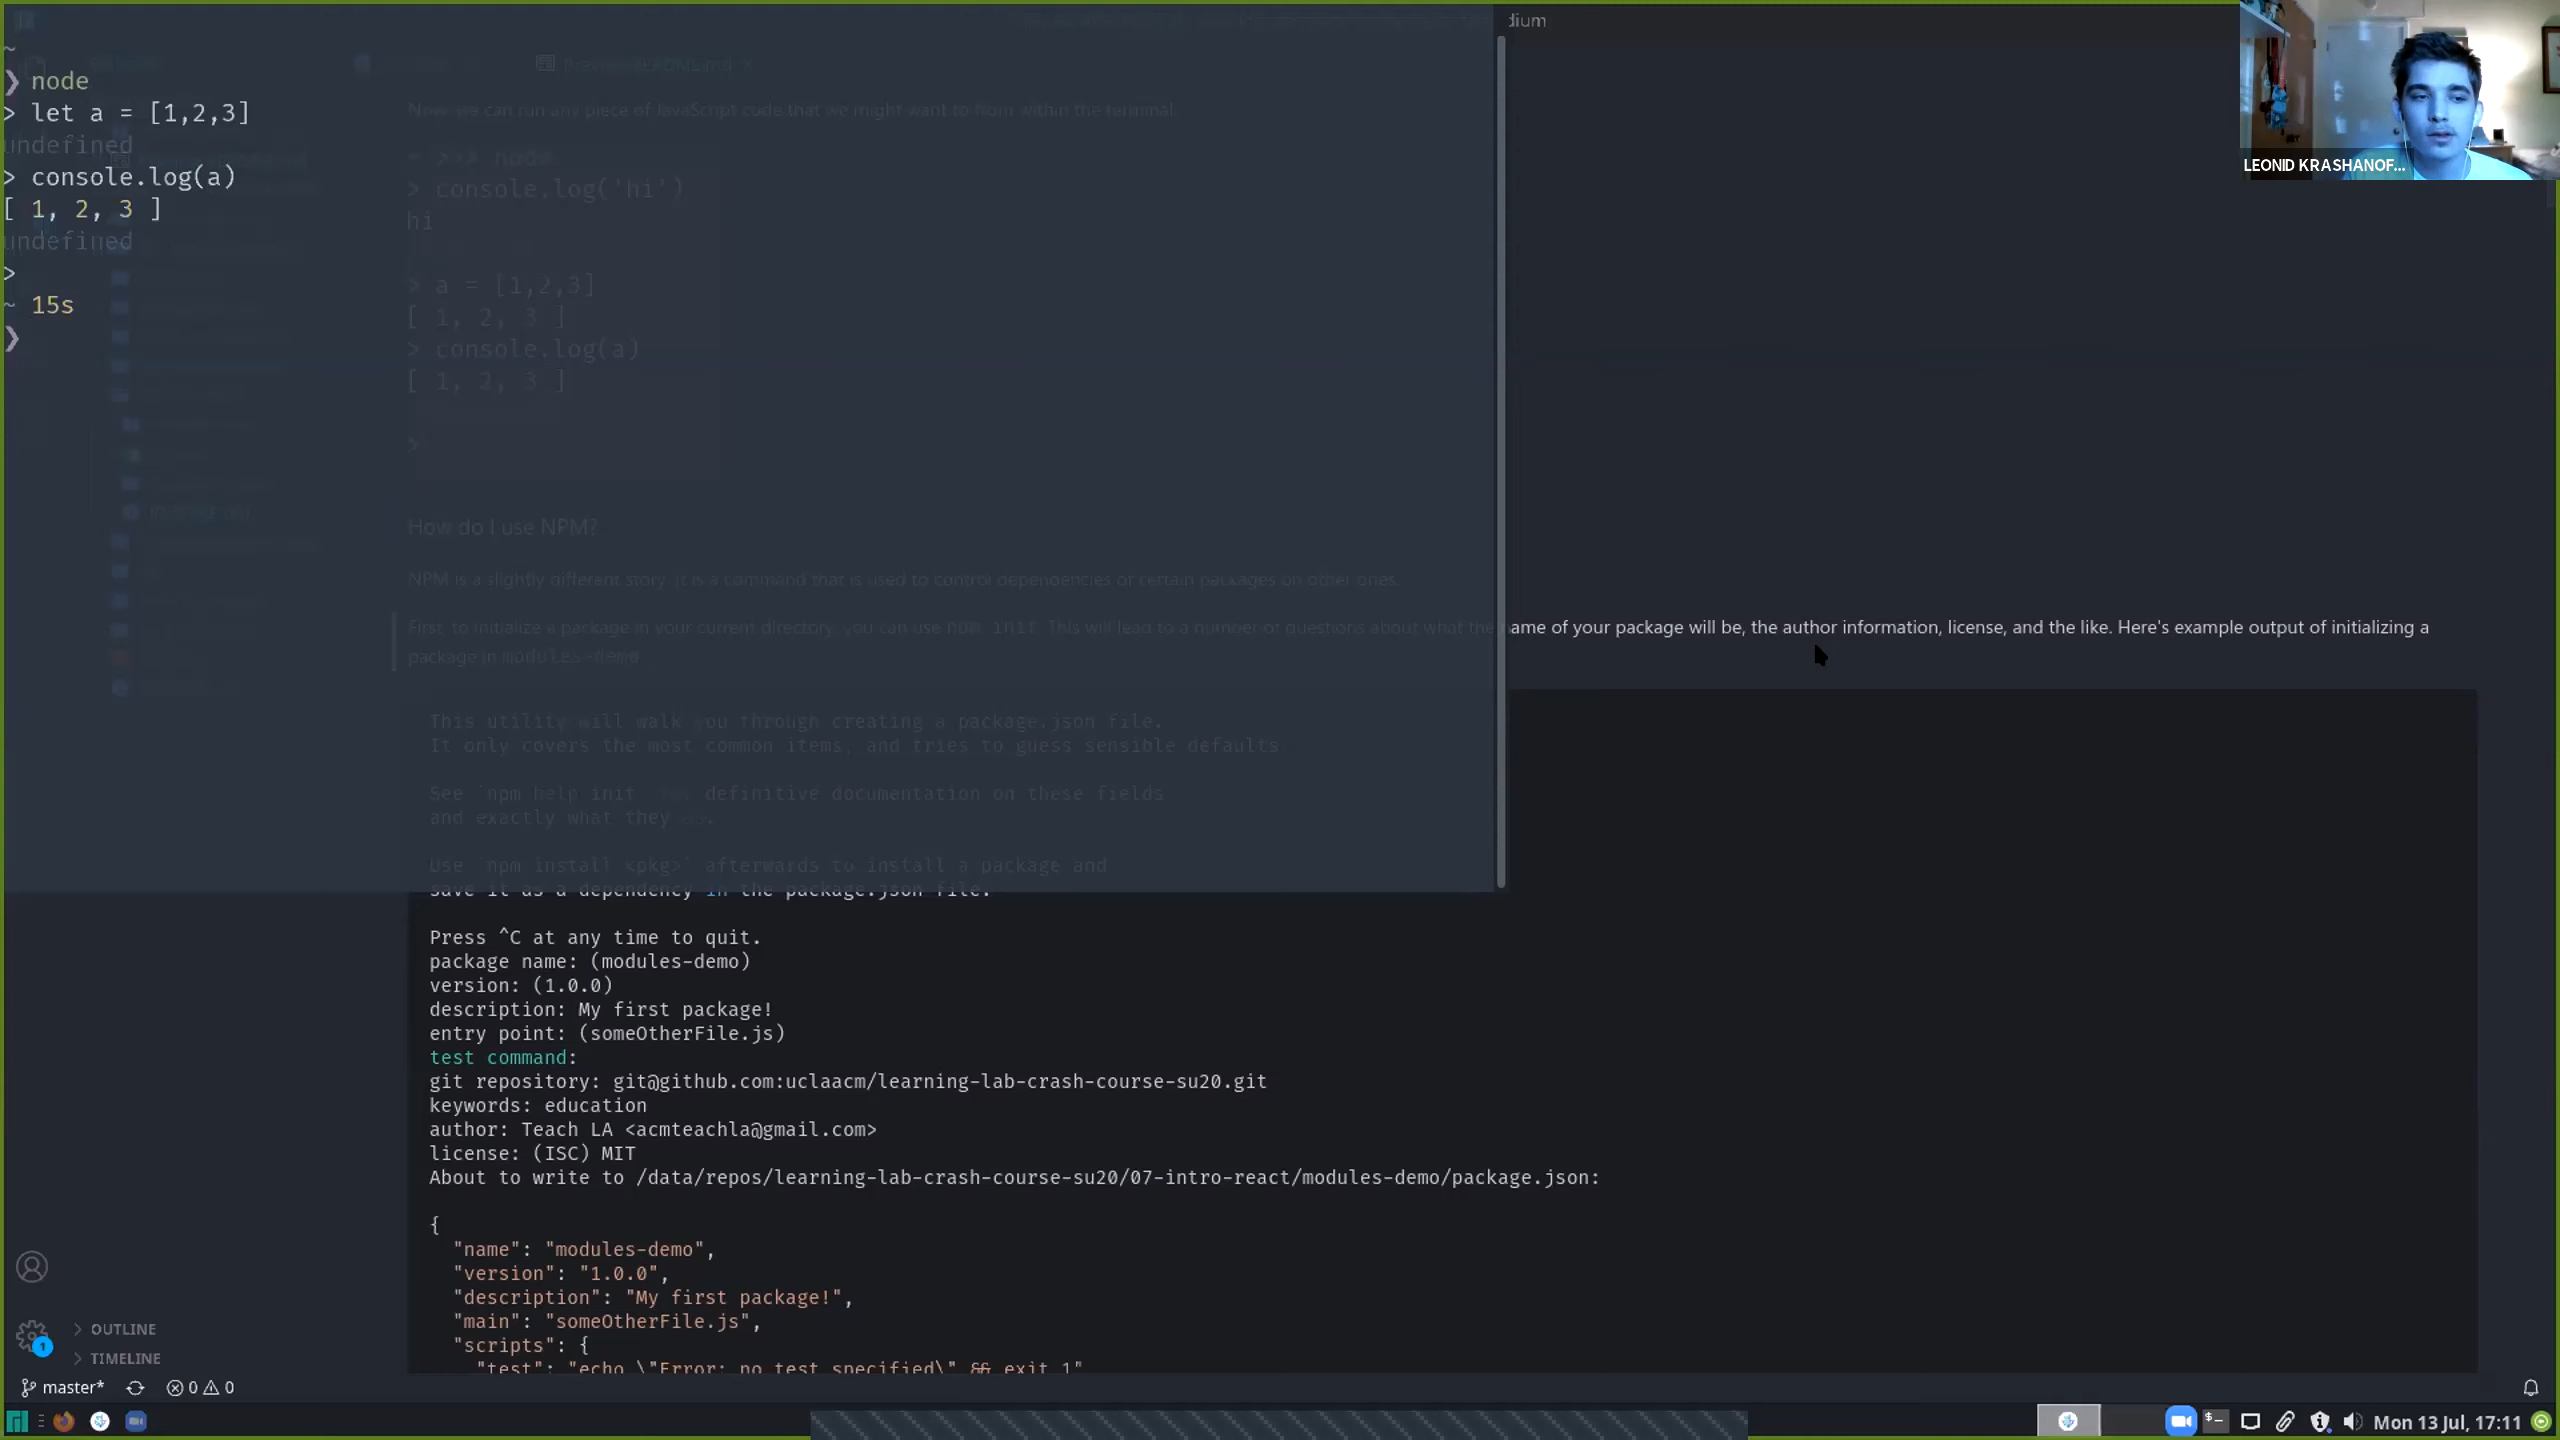 dium
LEONID KRASHANOF...
~
❯ node
> let a = [1,2,3]
undefined
> console.log(a)
[ 1, 2, 3 ]
undefined
>
~ 15s
❯
Now we can run any piece of JavaScript code that we might want to from within the terminal.
node
> console.log('hi')
hi
> a = [1,2,3]
[ 1, 2, 3 ]
> console.log(a)
[ 1, 2, 3 ]
>
How do I use NPM?
NPM is a slightly different story. It is a command that is used to control dependencies of certain packages on other ones.
First, to initialize a package in your current directory, you can use npm init. This will lead to a number of questions about what the name of your package will be, the author information, license, and the like. Here's example output of initializing a
package in modules-demo
This utility will walk you through creating a package.json file.
It only covers the most common items, and tries to guess sensible defaults.
See `npm help init` definitive documentation on these fields
and exactly what they
Use `npm install <pkg>` afterwards to install a package and
save it as a dependency in the package.json file.
Press ^C at any time to quit.
package name: (modules-demo)
version: (1.0.0)
description: My first package!
entry point: (someOtherFile.js)
test command:
git repository: git@github.com:uclaacm/learning-lab-crash-course-su20.git
keywords: education
author: Teach LA <acmteachla@gmail.com>
license: (ISC) MIT
About to write to /data/repos/learning-lab-crash-course-su20/07-intro-react/modules-demo/package.json:
{
"name": "modules-demo",
"version": "1.0.0",
"description": "My first package!",
"main": "someOtherFile.js",
"scripts": {
"test": "echo \"Error: no test specified\" && exit 1"
1
OUTLINE
TIMELINE
master* 0 0
Mon 13 Jul, 17:11